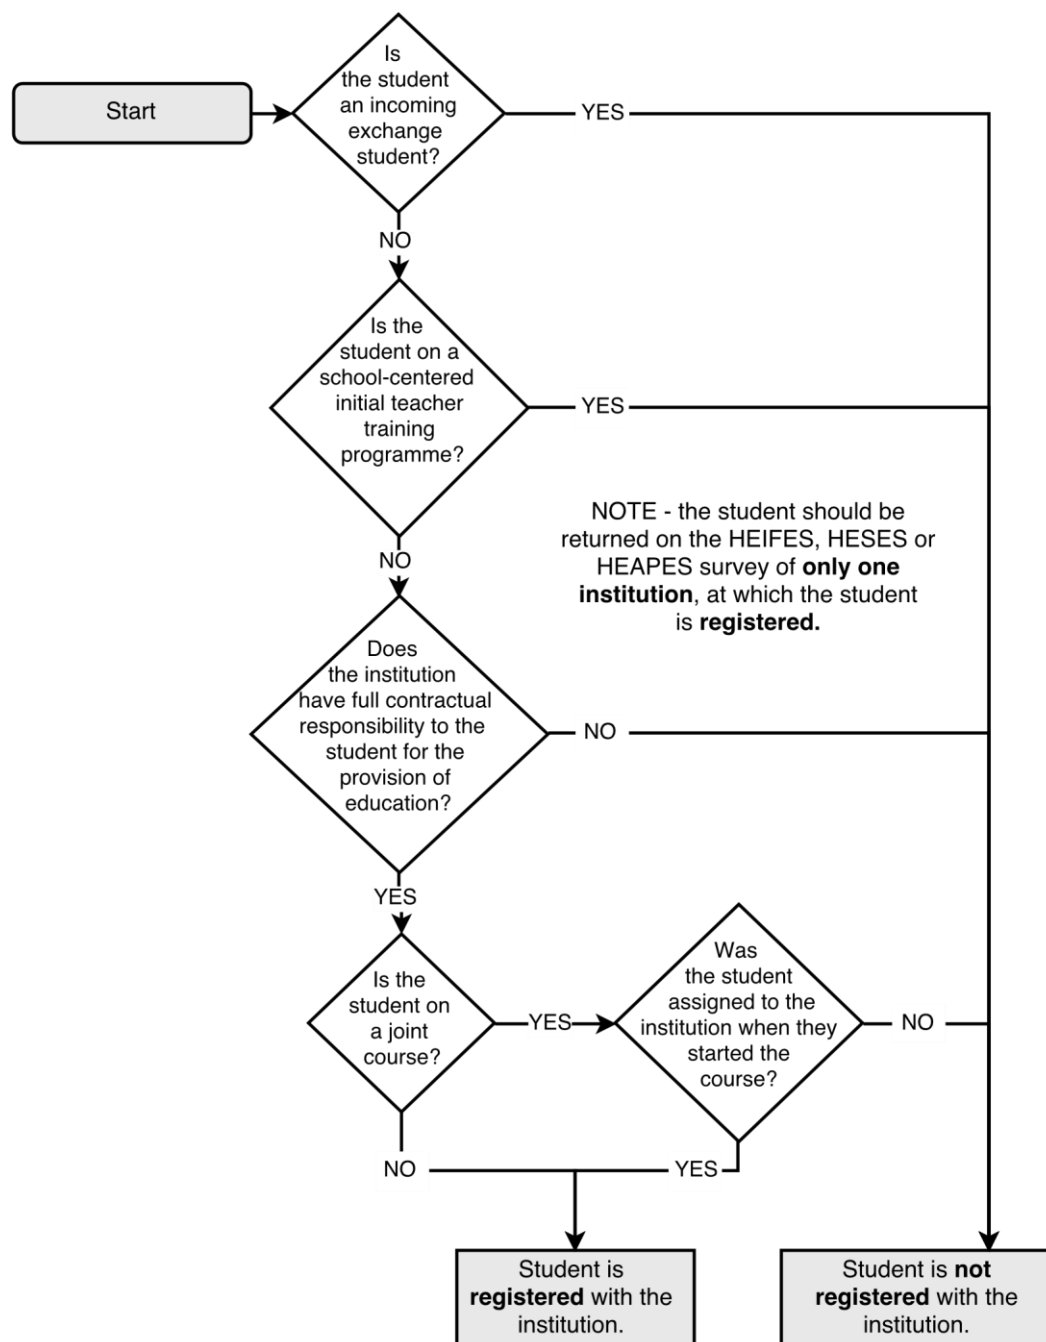 Start
Is
the student
an incoming
exchange
student?
YES
NO
Is the
student on a
school-centered
initial teacher
training
programme?
YES
NOTE - the student should be
returned on the HEIFES, HESES or
HEAPES survey of only one
institution, at which the student
is registered.
NO
Does
the institution
have full contractual
responsibility to the
student for the
provision of
education?
NO
YES
Is the
student on
a joint
course?
YES
Was
the student
assigned to the
institution when they
started the
course?
NO
NO
YES
Student is
registered with the
institution.
Student is not
registered with the
institution.